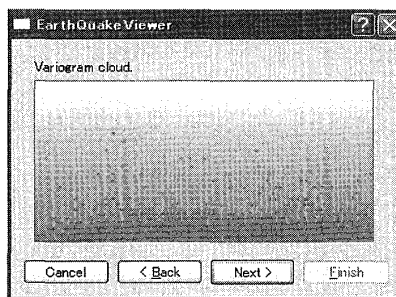 EarthQuakeViewer
Variogram cloud.
Cancel
< Back
Next >
Finish